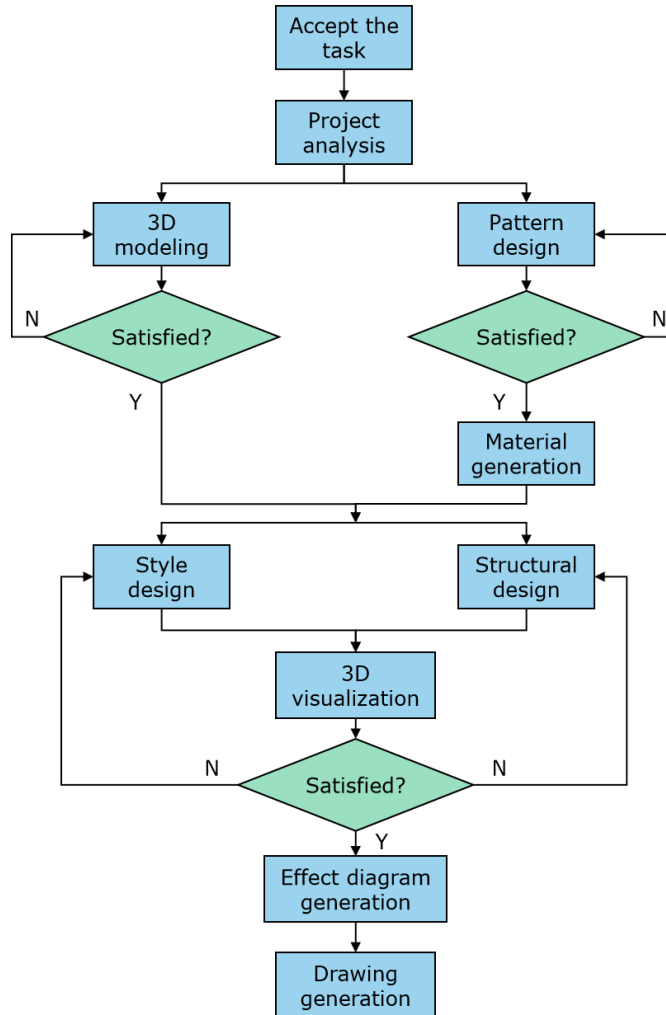 Accept the
task
Project
analysis
3D
modeling
Pattern
design
N
Satisfied?
Satisfied?
N
Y
Y
Material
generation
Style
design
Structural
design
3D
visualization
N
Satisfied?
N
Y
Effect diagram
generation
Drawing
generation